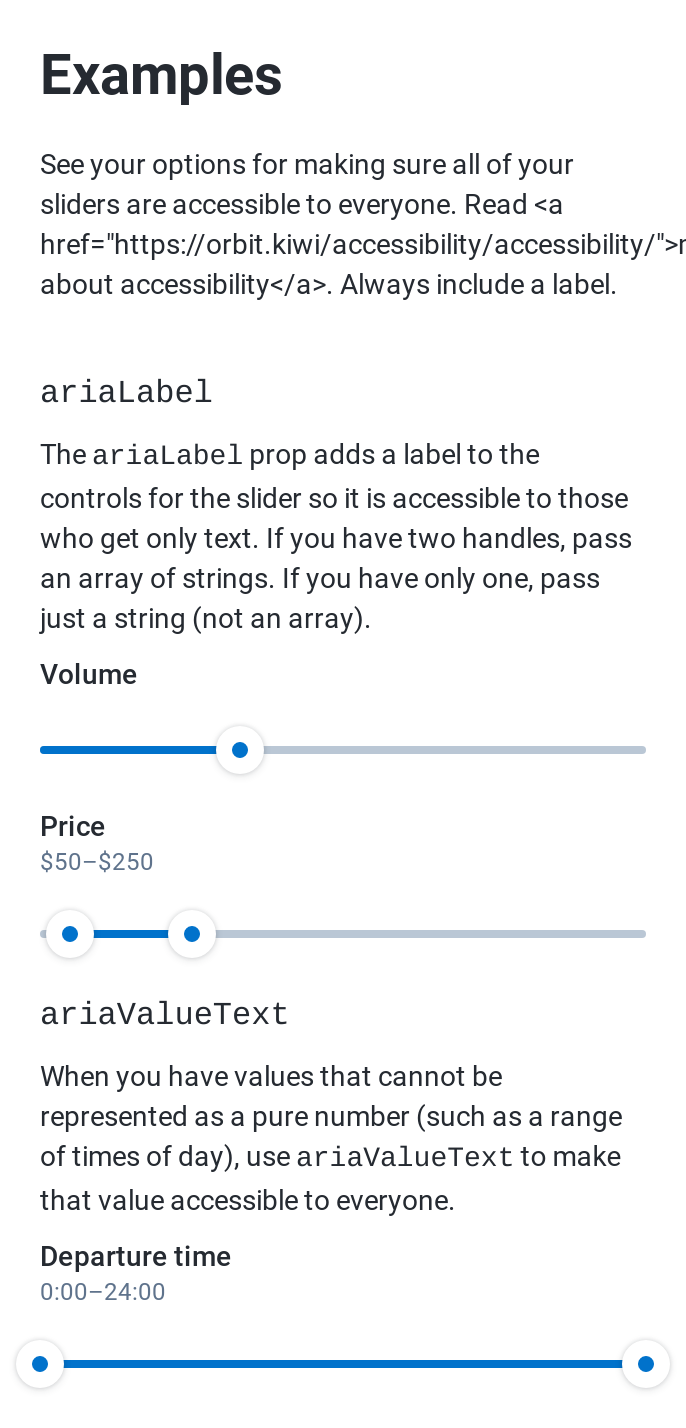 Examples
See your options for making sure all of your
sliders are accessible to everyone. Read <a
href="https://orbit.kiwi/accessibility/accessibility/">
about accessibility</a>. Always include a label.
ariaLabel
The ariaLabel prop adds a label to the
controls for the slider so it is accessible to those
who get only text. If you have two handles, pass
an array of strings. If you have only one, pass
just a string (not an array).
Volume
Price
$50–$250
ariaValueText
When you have values that cannot be
represented as a pure number (such as a range
of times of day), use ariaValueText to make
that value accessible to everyone.
Departure time
0:00–24:00